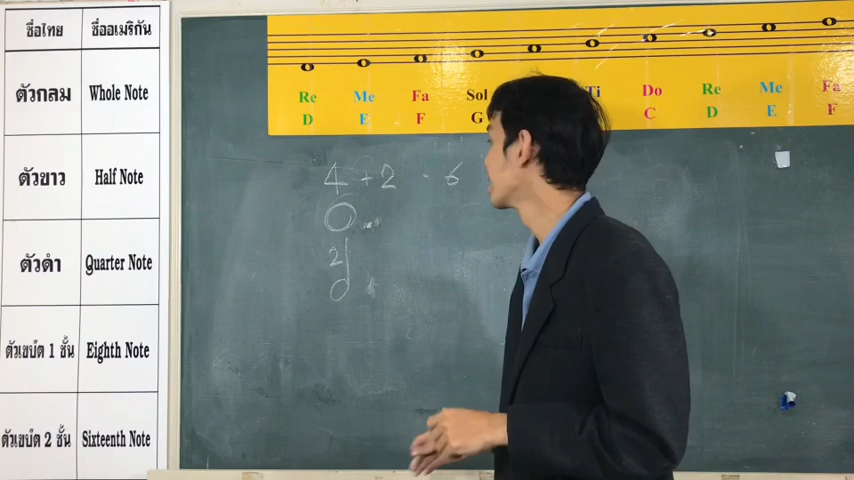 ชื่อไทย ชื่ออเมริกัน
ตัวกลม Whole Note
ตัวขาว Half Note
ตัวดำ Quarter Note
ตัวเขบ็ต 1 ชั้น Eighth Note
ตัวเขบ็ต 2 ชั้น Sixteenth Note
Re Me Fa Sol Ti Do Re Me Fa
D E F G C D E F
4 + 2 = 6
2